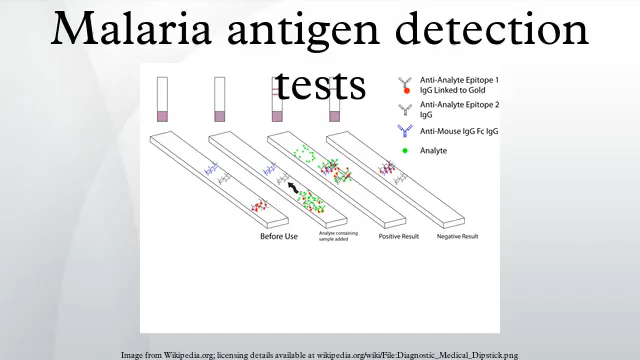 Malaria antigen detection
tests
Anti-Analyte Epitope 1
IgG Linked to Gold
Anti-Analyte Epitope 2
IgG
Anti-Mouse IgG Fc IgG
Analyte
Before Use
Analyte containing
sample added
Positive Result
Negative Result
Image from Wikipedia.org; licensing details available at wikipedia.org/wiki/File:Diagnostic_Medical_Dipstick.png